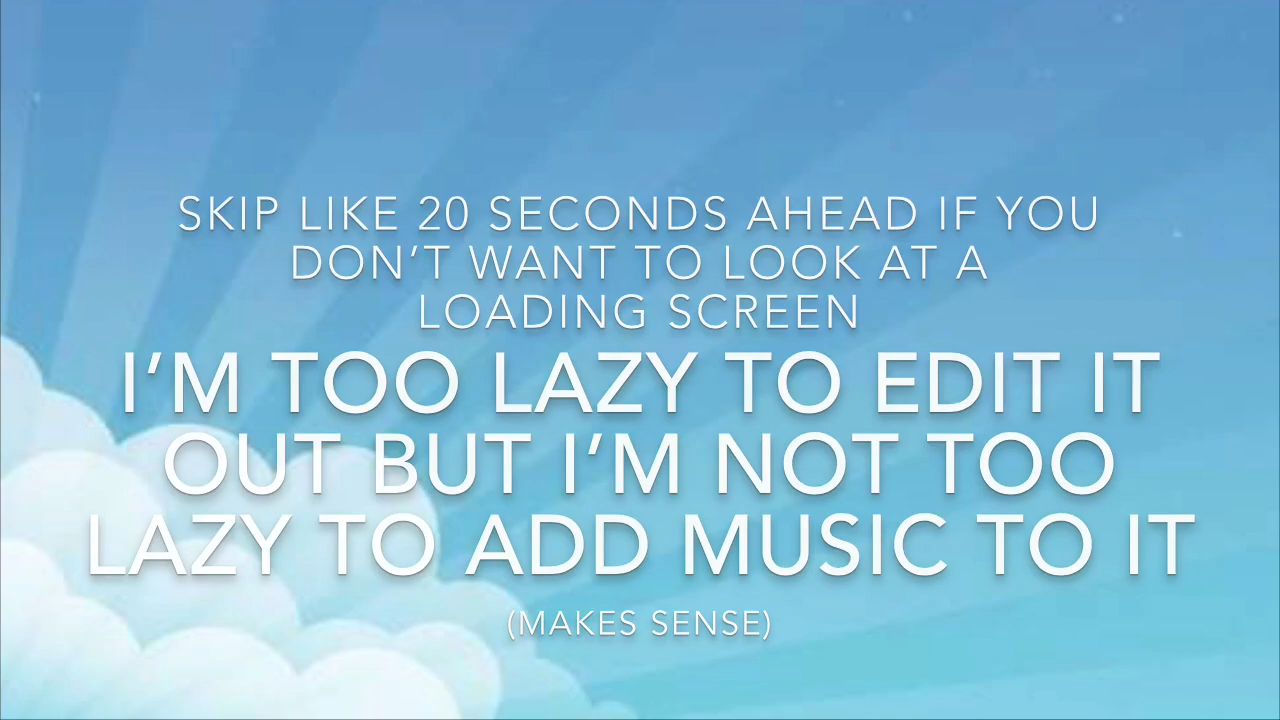 SKIP LIKE 20 SECONDS AHEAD IF YOU
DON’T WANT TO LOOK AT A
LOADING SCREEN
I’M TOO LAZY TO EDIT IT
OUT BUT I’M NOT TOO
LAZY TO ADD MUSIC TO IT
(MAKES SENSE)